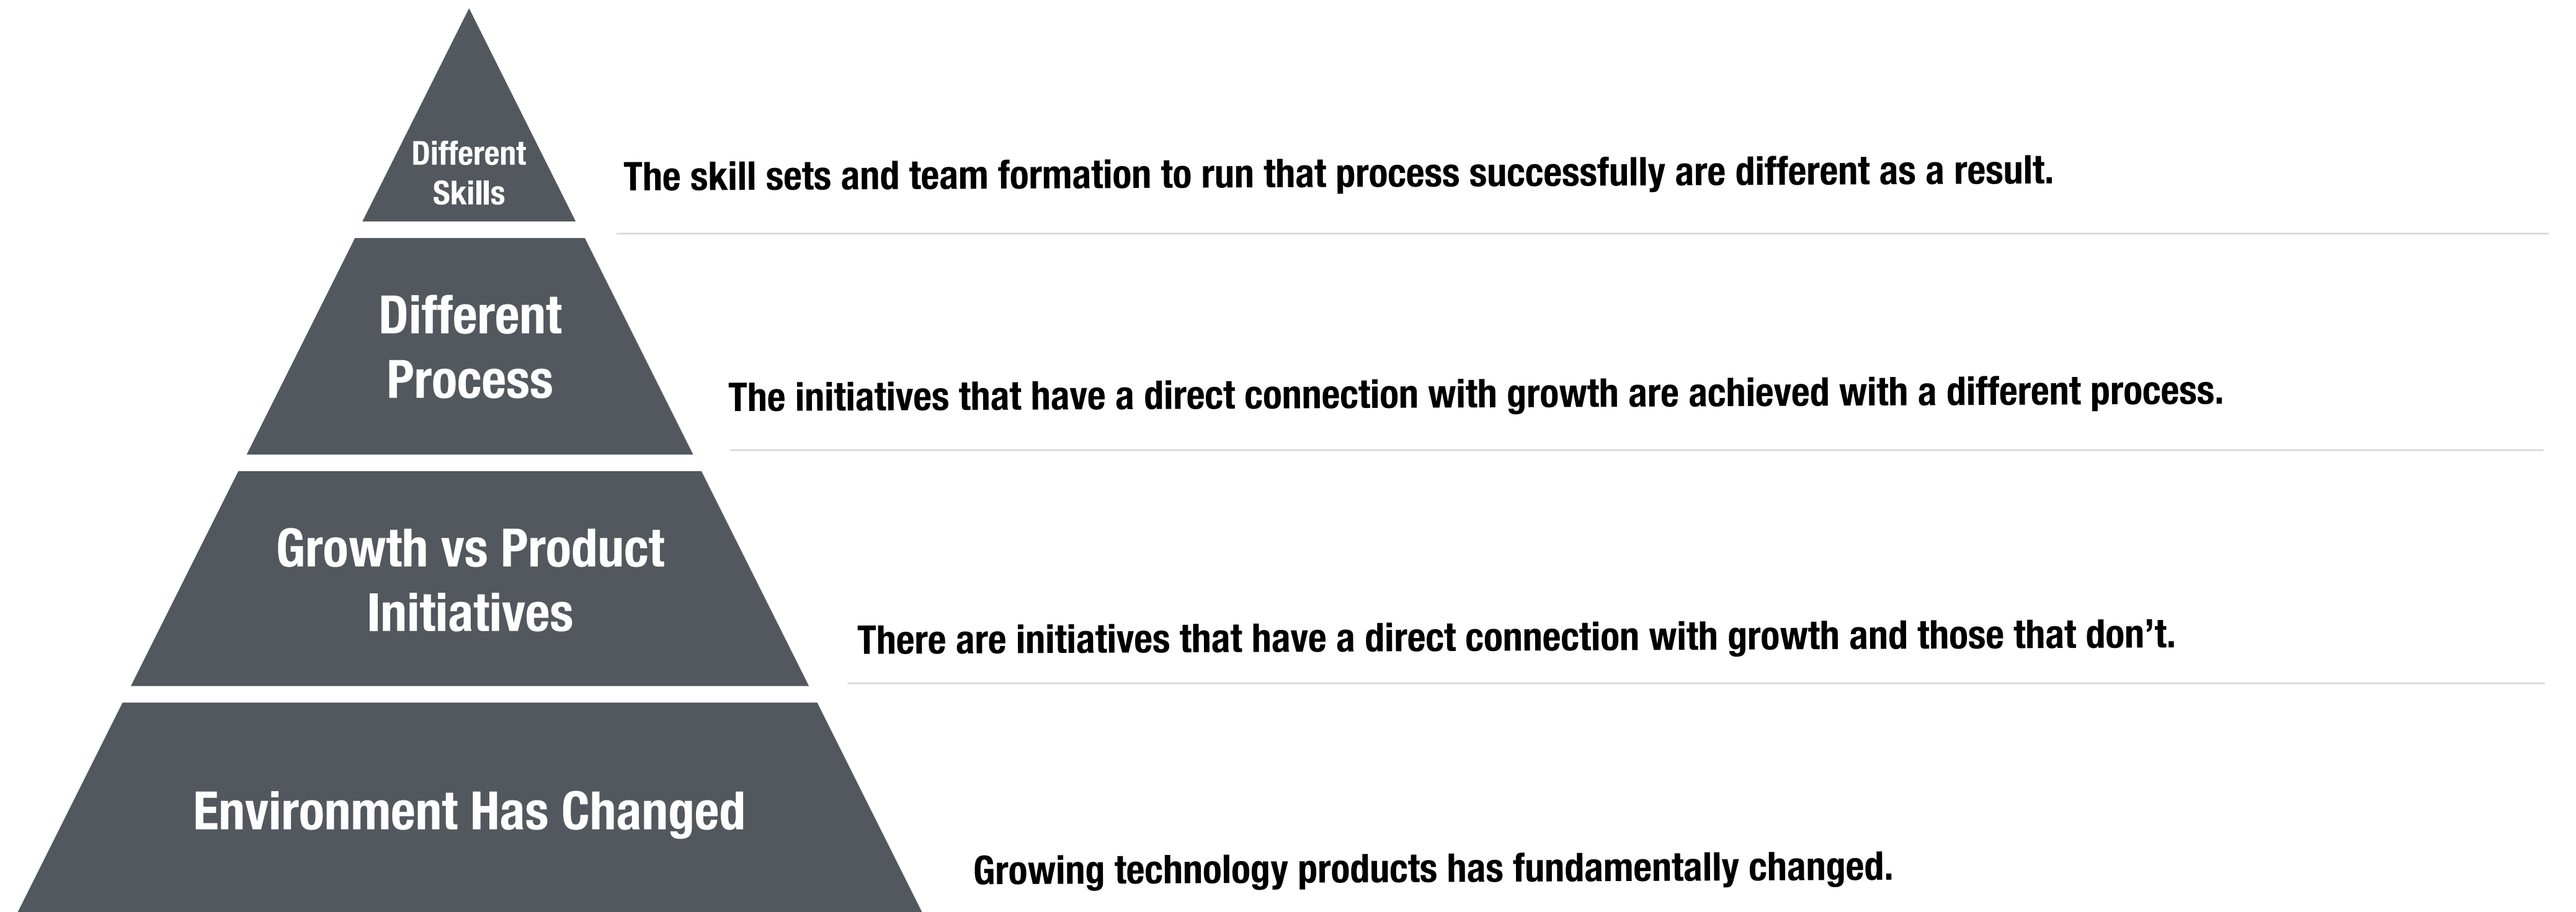 Different
Skills
The skill sets and team formation to run that process successfully are different as a result.
Different
Process
The initiatives that have a direct connection with growth are achieved with a different process.
Growth vs Product
Initiatives
There are initiatives that have a direct connection with growth and those that don’t.
Environment Has Changed
Growing technology products has fundamentally changed.